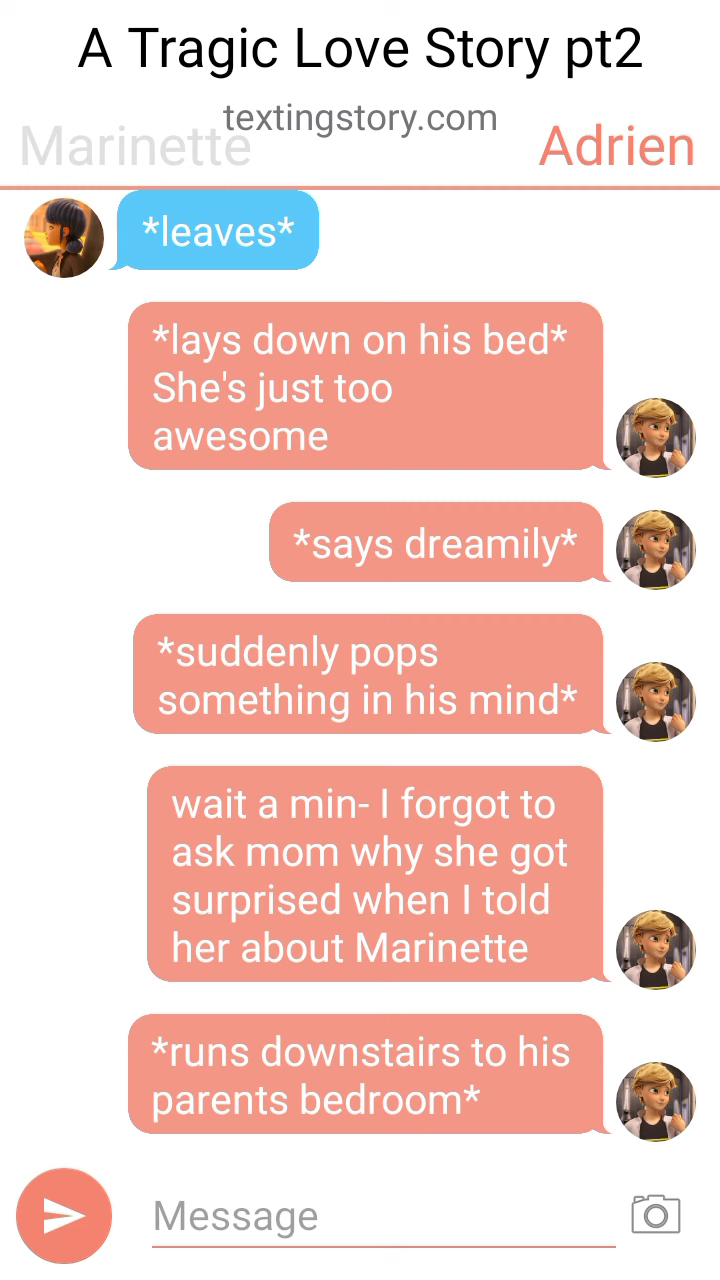 A Tragic Love Story pt2
textingstory.com
Marinette
Adrien
*leaves*
*lays down on his bed*
She's just too
awesome
*says dreamily*
*suddenly pops
something in his mind*
wait a min- I forgot to
ask mom why she got
surprised when I told
her about Marinette
*runs downstairs to his
parents bedroom*
Message